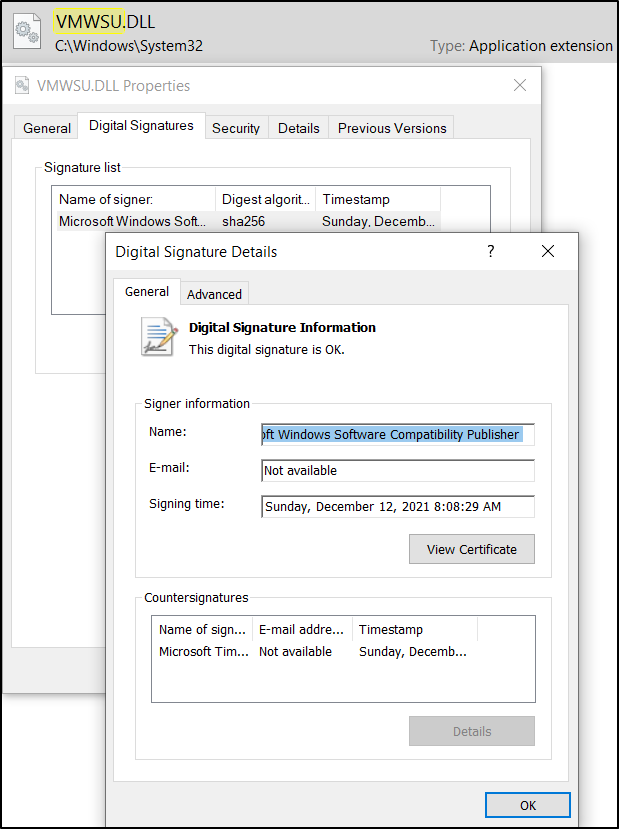 VMWSU.DLL
C:\Windows\System32
Type: Application extension
VMWSU.DLL Properties
General Digital Signatures Security Details Previous Versions
Signature list
Name of signer: Digest algorit... Timestamp
Microsoft Windows Soft... sha256 Sunday, Decemb...
Digital Signature Details ?
General Advanced
Digital Signature Information
This digital signature is OK.
Signer information
Name: oft Windows Software Compatibility Publisher
E-mail: Not available
Signing time: Sunday, December 12, 2021 8:08:29 AM
View Certificate
Countersignatures
Name of sign... E-mail addre... Timestamp
Microsoft Tim... Not available Sunday, Decemb...
Details
OK